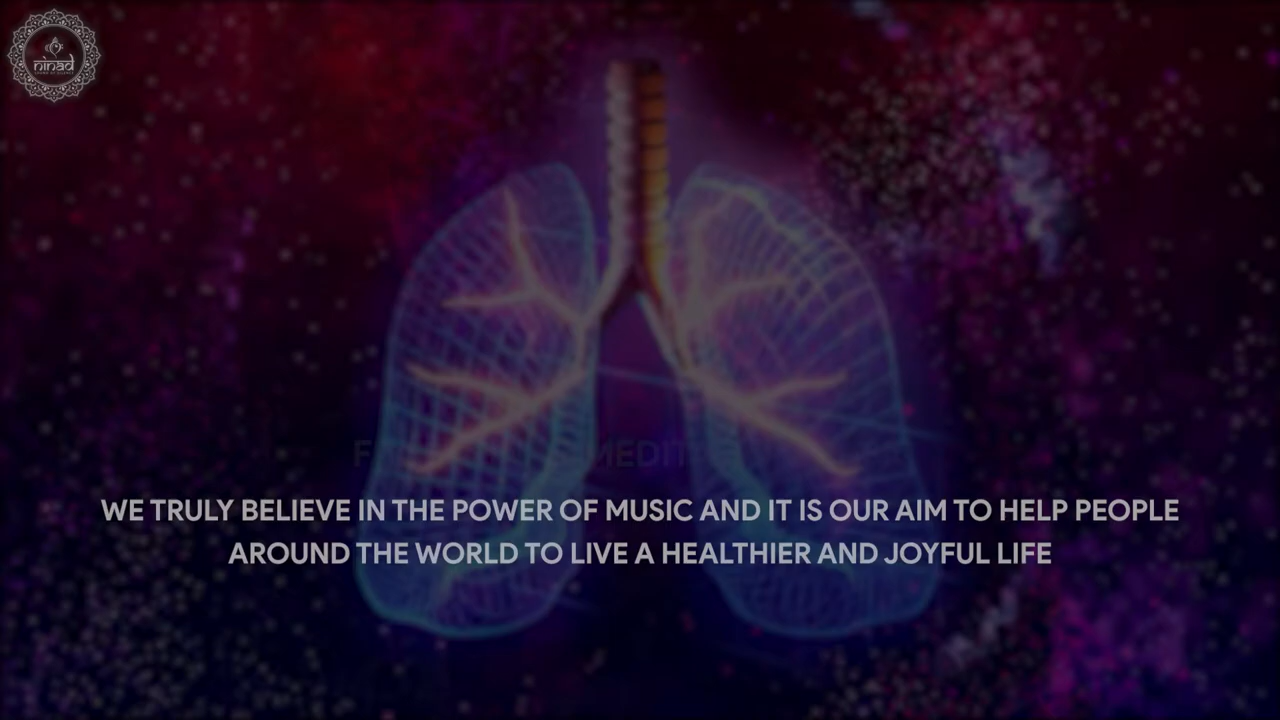 ninad
WE TRULY BELIEVE IN THE POWER OF MUSIC AND IT IS OUR AIM TO HELP PEOPLE
AROUND THE WORLD TO LIVE A HEALTHIER AND JOYFUL LIFE